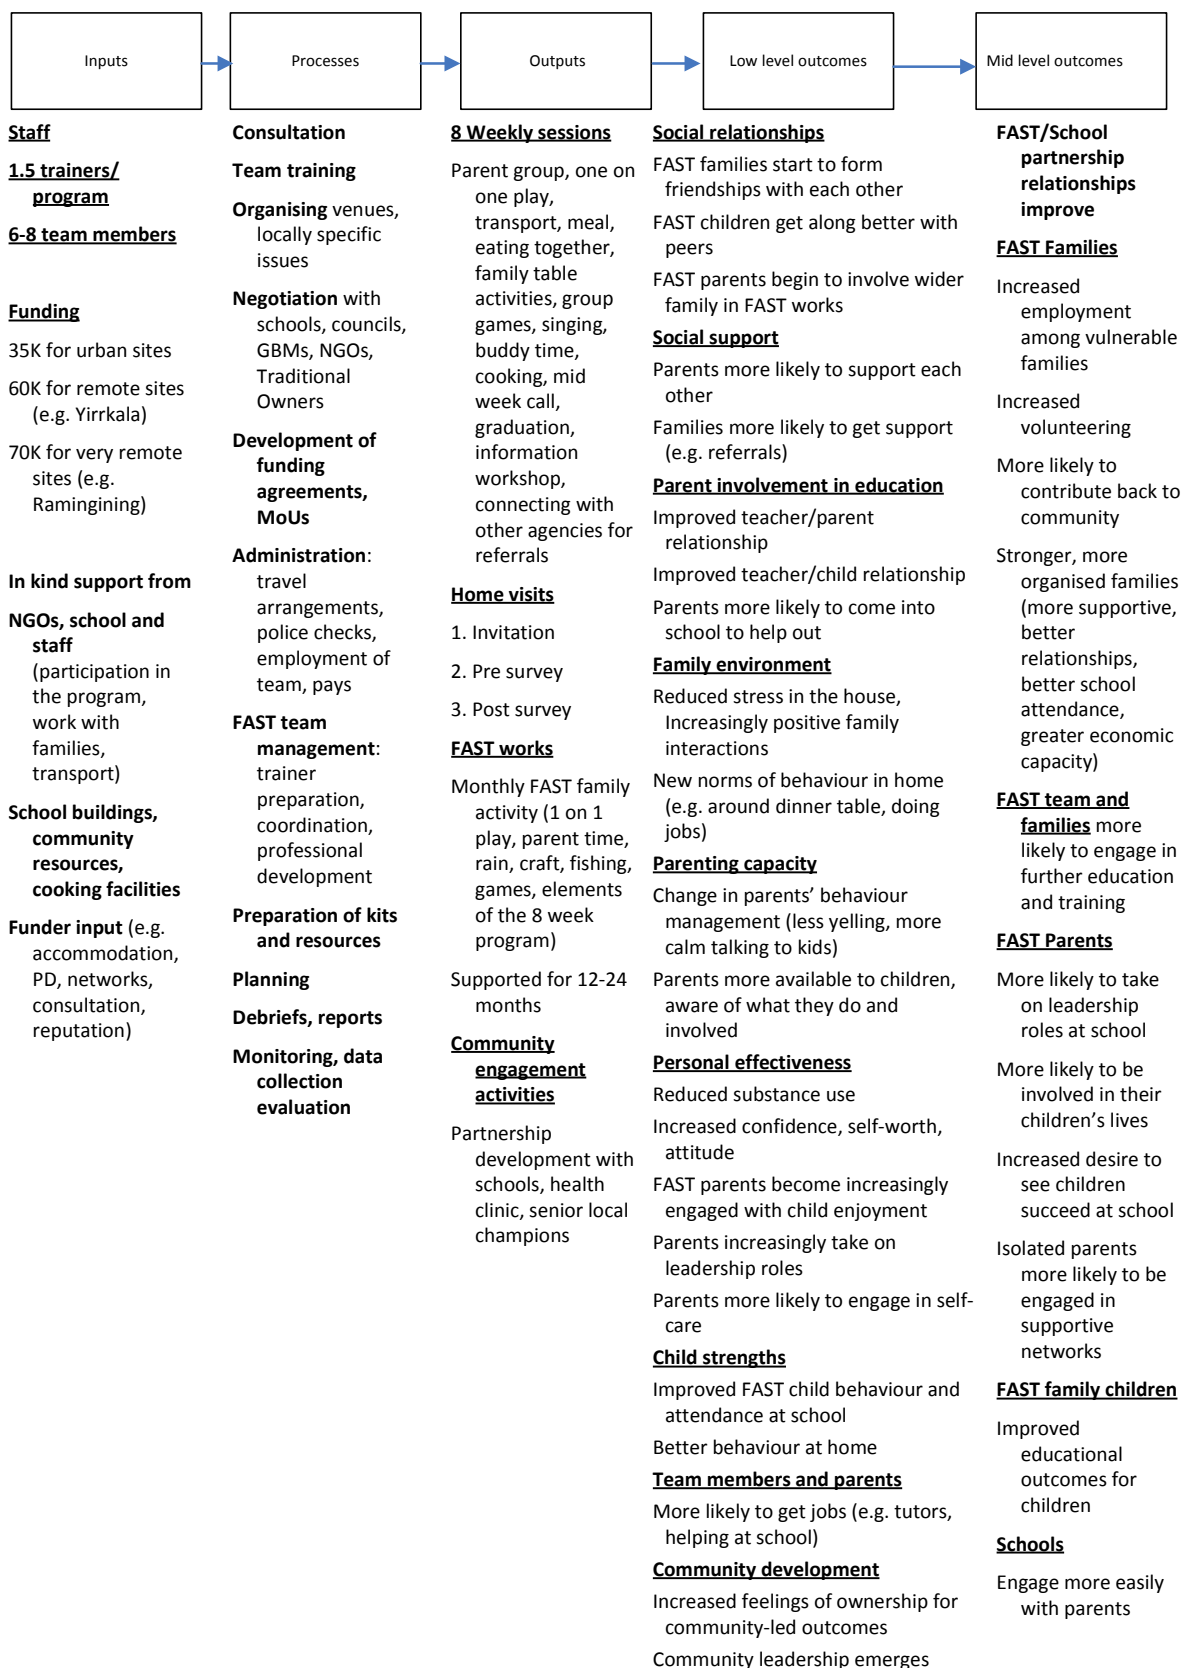 Inputs
Processes
Outputs
Low level outcomes
Mid level outcomes
Staff
1.5 trainers/
program
6-8 team members
Funding
35K for urban sites
60K for remote sites
(e.g. Yirrkala)
70K for very remote
sites (e.g.
Ramingining)
In kind support from
NGOs, school and
staff
(participation in
the program,
work with
families,
transport)
School buildings,
community
resources,
cooking facilities
Funder input (e.g.
accommodation,
PD, networks,
consultation,
reputation)
Consultation
Team training
Organising venues,
locally specific
issues
Negotiation with
schools, councils,
GBMs, NGOs,
Traditional
Owners
Development of
funding
agreements,
MoUs
Administration:
travel
arrangements,
police checks,
employment of
team, pays
FAST team
management:
trainer
preparation,
coordination,
professional
development
Preparation of kits
and resources
Planning
Debriefs, reports
Monitoring, data
collection
evaluation
8 Weekly sessions
Parent group, one on
one play,
transport, meal,
eating together,
family table
activities, group
games, singing,
buddy time,
cooking, mid
week call,
graduation,
information
workshop,
connecting with
other agencies for
referrals
Home visits
1. Invitation
2. Pre survey
3. Post survey
FAST works
Monthly FAST family
activity (1 on 1
play, parent time,
rain, craft, fishing,
games, elements
of the 8 week
program)
Supported for 12-24
months
Community
engagement
activities
Partnership
development with
schools, health
clinic, senior local
champions
Social relationships
FAST families start to form
friendships with each other
FAST children get along better with
peers
FAST parents begin to involve wider
family in FAST works
Social support
Parents more likely to support each
other
Families more likely to get support
(e.g. referrals)
Parent involvement in education
Improved teacher/parent
relationship
Improved teacher/child relationship
Parents more likely to come into
school to help out
Family environment
Reduced stress in the house,
Increasingly positive family
interactions
New norms of behaviour in home
(e.g. around dinner table, doing
jobs)
Parenting capacity
Change in parents’ behaviour
management (less yelling, more
calm talking to kids)
Parents more available to children,
aware of what they do and
involved
Personal effectiveness
Reduced substance use
Increased confidence, self-worth,
attitude
FAST parents become increasingly
engaged with child enjoyment
Parents increasingly take on
leadership roles
Parents more likely to engage in self-
care
Child strengths
Improved FAST child behaviour and
attendance at school
Better behaviour at home
Team members and parents
More likely to get jobs (e.g. tutors,
helping at school)
Community development
Increased feelings of ownership for
community-led outcomes
Community leadership emerges
FAST/School
partnership
relationships
improve
FAST Families
Increased
employment
among vulnerable
families
Increased
volunteering
More likely to
contribute back to
community
Stronger, more
organised families
(more supportive,
better
relationships,
better school
attendance,
greater economic
capacity)
FAST team and
families more
likely to engage in
further education
and training
FAST Parents
More likely to take
on leadership
roles at school
More likely to be
involved in their
children’s lives
Increased desire to
see children
succeed at school
Isolated parents
more likely to be
engaged in
supportive
networks
FAST family children
Improved
educational
outcomes for
children
Schools
Engage more easily
with parents